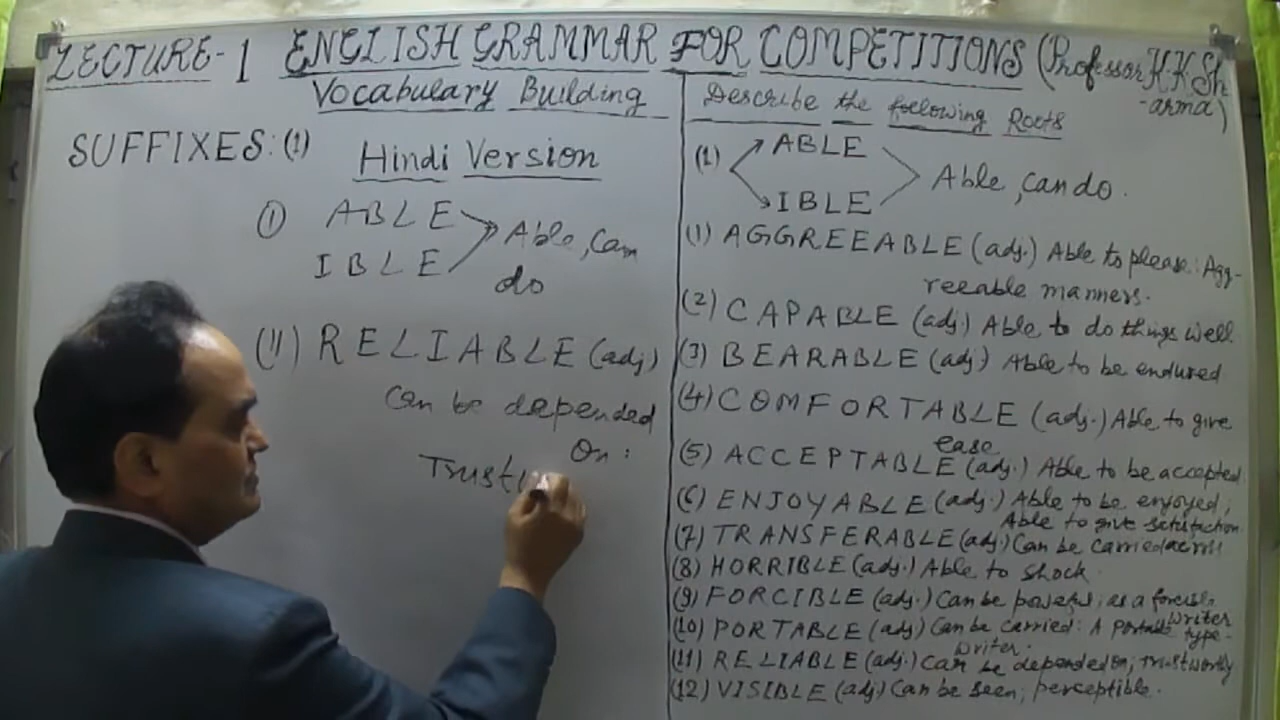 LECTURE-1 ENGLISH GRAMMAR FOR COMPETITIONS (Professor KKSh
-arma)
Vocabulary Building
SUFFIXES: (1)
Hindi Version
(1) ABLE
IBLE
Able, Can
do
(11) RELIABLE (adj)
Can be depended
On:
Trust
Describe the following Roots
(1) ABLE
IBLE
Able, can do.
(1) AGGREEABLE (adj.) Able to please: Agg-
reeable manners.
(2) CAPABLE (adj.) Able to do things well.
(3) BEARABLE (adj) Able to be endured
(4) COMFORTABLE (adj.) Able to give
ease
(5) ACCEPTABLE (adj.) Able to be accepted.
(6) ENJOYABLE (adj.) Able to be enjoyed;
Able to give satisfaction
(7) TRANSFERABLE (adj.) Can be carried across
(8) HORRIBLE (adj.) Able to shock.
(9) FORCIBLE (adj.) Can be powerful, as a forcible
writer
(10) PORTABLE (adj) Can be carried: A Portable type-
writer.
(11) RELIABLE (adj.) Can be depended on; trustworthy
(12) VISIBLE (adj) Can be seen; perceptible.